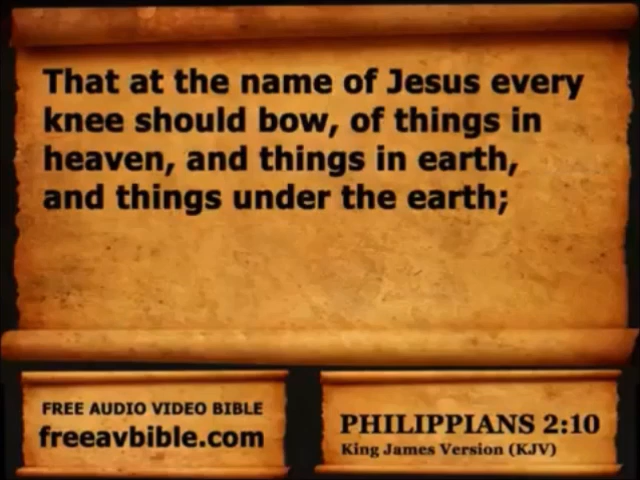 That at the name of Jesus every
knee should bow, of things in
heaven, and things in earth,
and things under the earth;
FREE AUDIO VIDEO BIBLE
freeavbible.com
PHILIPPIANS 2:10
King James Version (KJV)